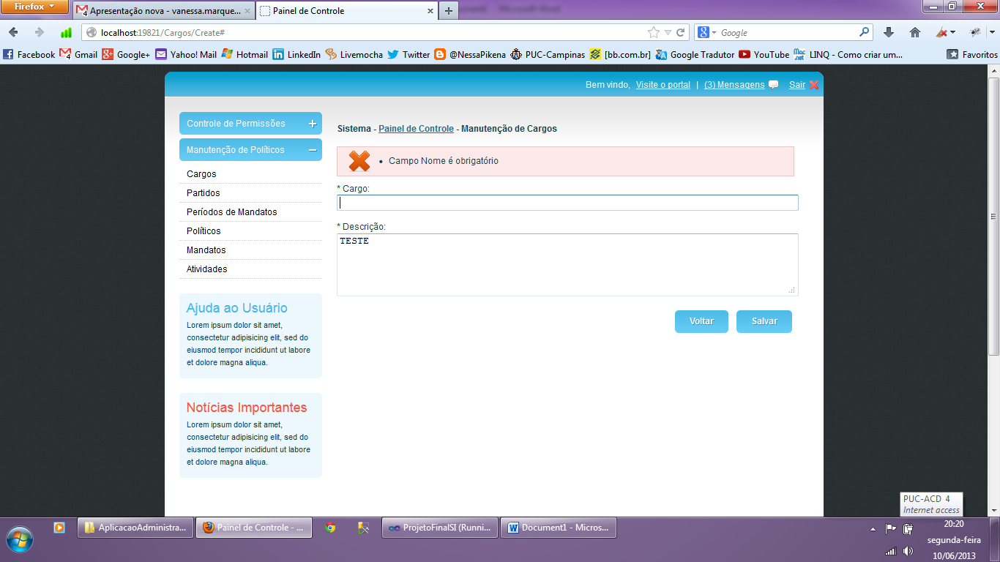 Firefox
Apresentação nova - vanessa.marque...
Painel de Controle
localhost:19821/Cargos/Create#
Google
Facebook
Gmail
Google+
Yahoo! Mail
Hotmail
LinkedIn
Livemocha
Twitter
@NessaPikena
PUC-Campinas
[bb.com.br]
Google Tradutor
YouTube
LINQ - Como criar um...
Favoritos
Bem vindo, Visite o portal | (3) Mensagens Sair
Controle de Permissões
Manutenção de Políticos
Cargos
Partidos
Períodos de Mandatos
Políticos
Mandatos
Atividades
Ajuda ao Usuário
Lorem ipsum dolor sit amet,
consectetur adipisicing elit, sed do
eiusmod tempor incididunt ut labore
et dolore magna aliqua.
Notícias Importantes
Lorem ipsum dolor sit amet,
consectetur adipisicing elit, sed do
eiusmod tempor incididunt ut labore
et dolore magna aliqua.
Sistema - Painel de Controle - Manutenção de Cargos
Campo Nome é obrigatório
* Cargo:
* Descrição:
TESTE
Voltar
Salvar
PUC-ACD 4
Internet access
AplicacaoAdministra...
Painel de Controle - ...
ProjetoFinalSI (Runni...
Document1 - Micros...
20:20
segunda-feira
10/06/2013